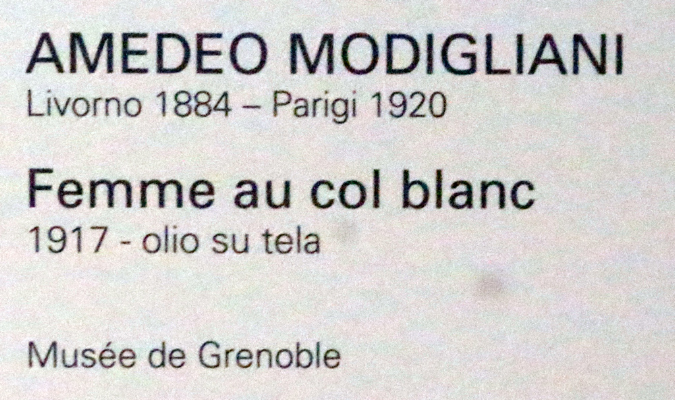 AMEDEO MODIGLIANI
Livorno 1884 – Parigi 1920
Femme au col blanc
1917 - olio su tela
Musée de Grenoble